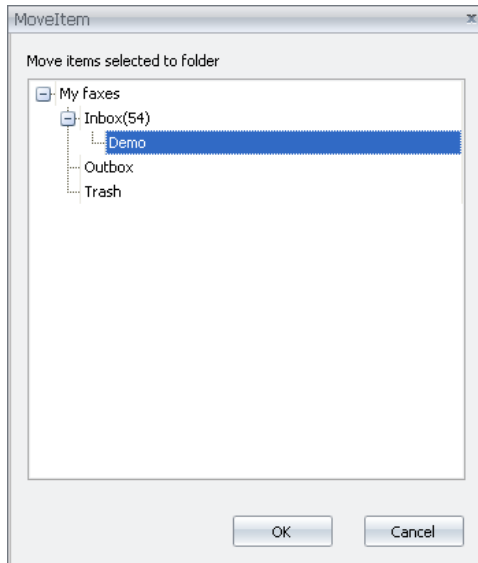 MoveItem
Move items selected to folder
My faxes
Inbox(54)
Demo
Outbox
Trash
OK
Cancel